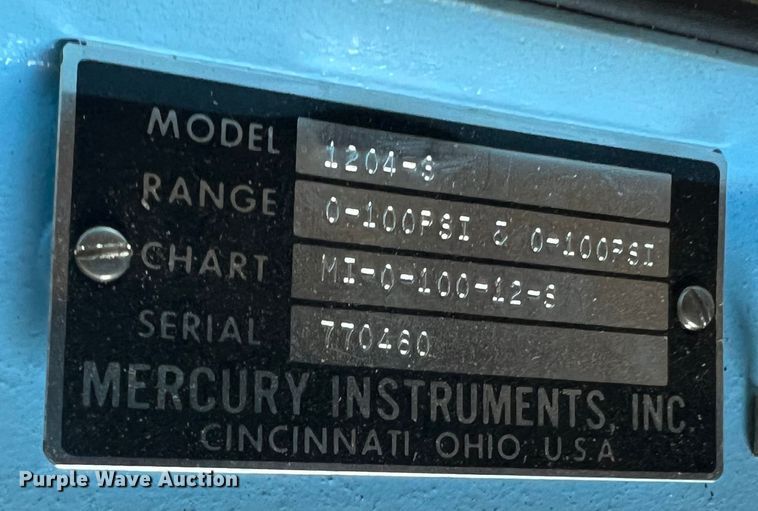 MODEL 1204-S
RANGE 0-100PSI & 0-100PSI
CHART MI-0-100-12-S
SERIAL 770460
MERCURY INSTRUMENTS, INC.
CINCINNATI, OHIO, U.S.A
Purple Wave Auction